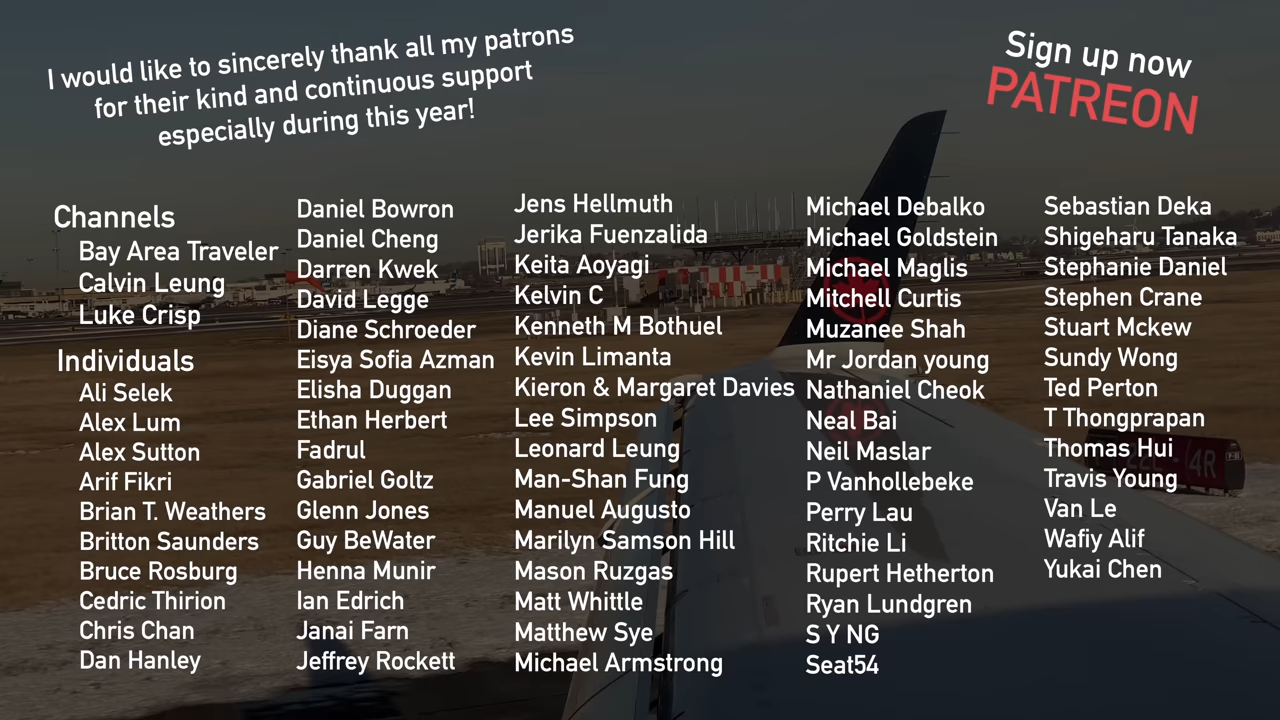 I would like to sincerely thank all my patrons
for their kind and continuous support
especially during this year!
Sign up now
PATREON
Channels
Bay Area Traveler
Calvin Leung
Luke Crisp
Individuals
Ali Selek
Alex Lum
Alex Sutton
Arif Fikri
Brian T. Weathers
Britton Saunders
Bruce Rosburg
Cedric Thirion
Chris Chan
Dan Hanley
Daniel Bowron
Daniel Cheng
Darren Kwek
David Legge
Diane Schroeder
Eisya Sofia Azman
Elisha Duggan
Ethan Herbert
Fadrul
Gabriel Goltz
Glenn Jones
Guy BeWater
Henna Munir
Ian Edrich
Janai Farn
Jeffrey Rockett
Jens Hellmuth
Jerika Fuenzalida
Keita Aoyagi
Kelvin C
Kenneth M Bothuel
Kevin Limanta
Kieron & Margaret Davies
Lee Simpson
Leonard Leung
Man-Shan Fung
Manuel Augusto
Marilyn Samson Hill
Mason Ruzgas
Matt Whittle
Matthew Sye
Michael Armstrong
Michael Debalko
Michael Goldstein
Michael Maglis
Mitchell Curtis
Muzanee Shah
Mr Jordan young
Nathaniel Cheok
Neal Bai
Neil Maslar
P Vanhollebeke
Perry Lau
Ritchie Li
Rupert Hetherton
Ryan Lundgren
S Y NG
Seat54
Sebastian Deka
Shigeharu Tanaka
Stephanie Daniel
Stephen Crane
Stuart Mckew
Sundy Wong
Ted Perton
T Thongprapan
Thomas Hui
Travis Young
Van Le
Wafiy Alif
Yukai Chen
4R